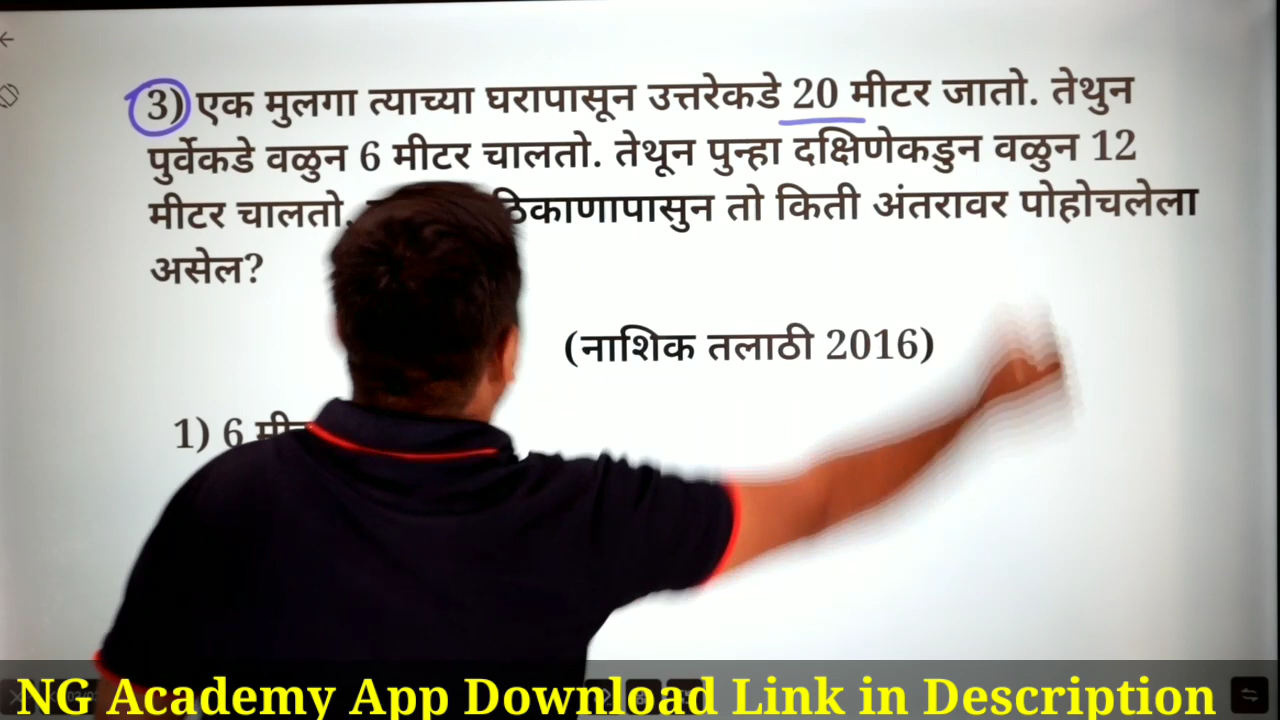 3) एक मुलगा त्याच्या घरापासून उत्तरेकडे 20 मीटर जातो. तेथुन
पुर्वेकडे वळुन 6 मीटर चालतो. तेथून पुन्हा दक्षिणेकडुन वळुन 12
मीटर चालतो. ठिकाणापासुन तो किती अंतरावर पोहोचलेला
असेल?
(नाशिक तलाठी 2016)
1) 6
NG Academy App Download Link in Description